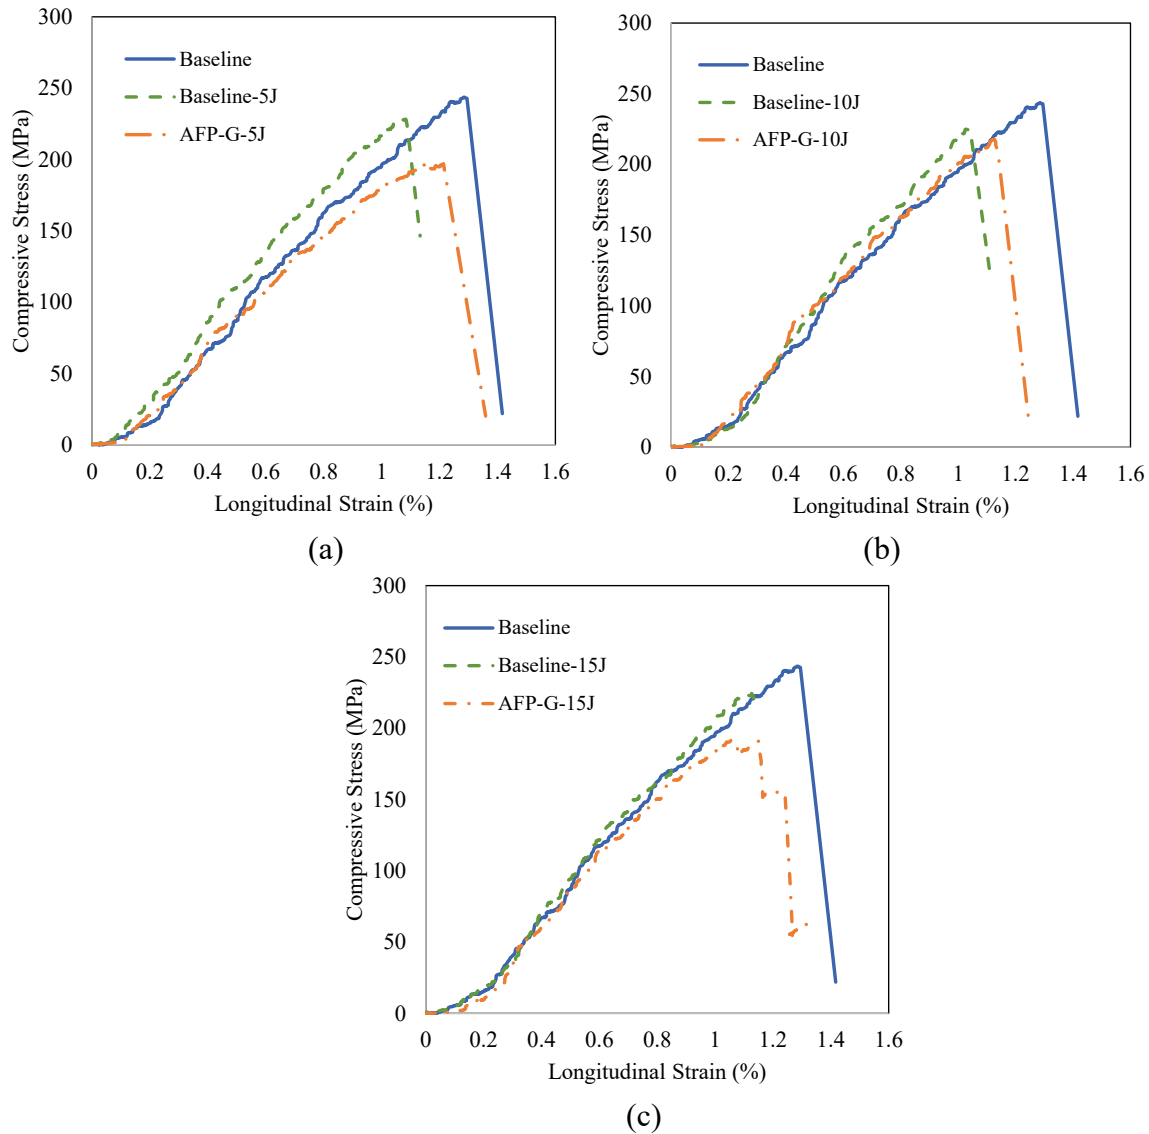 300
250
200
150
100
50
0
Compressive Stress (MPa)
Baseline
Baseline-5J
AFP-G-5J
0 0.2 0.4 0.6 0.8 1 1.2 1.4 1.6
Longitudinal Strain (%)
(a)
300
250
200
150
100
50
0
Compressive Stress (MPa)
Baseline
Baseline-10J
AFP-G-10J
0 0.2 0.4 0.6 0.8 1 1.2 1.4 1.6
Longitudinal Strain (%)
(b)
300
250
200
150
100
50
0
Compressive Stress (MPa)
Baseline
Baseline-15J
AFP-G-15J
0 0.2 0.4 0.6 0.8 1 1.2 1.4 1.6
Longitudinal Strain (%)
(c)